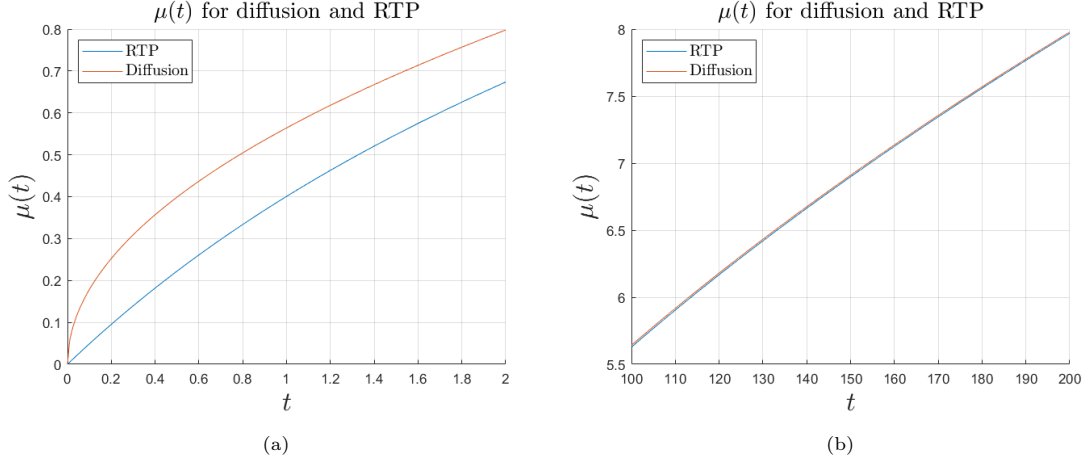 μ(t) for diffusion and RTP
0.8
0.7
0.6
0.5
0.4
0.3
0.2
0.1
0
μ(t)
RTP
Diffusion
0 0.2 0.4 0.6 0.8 1 1.2 1.4 1.6 1.8 2
t
(a)
μ(t) for diffusion and RTP
8
7.5
7
6.5
6
5.5
μ(t)
RTP
Diffusion
100 110 120 130 140 150 160 170 180 190 200
t
(b)